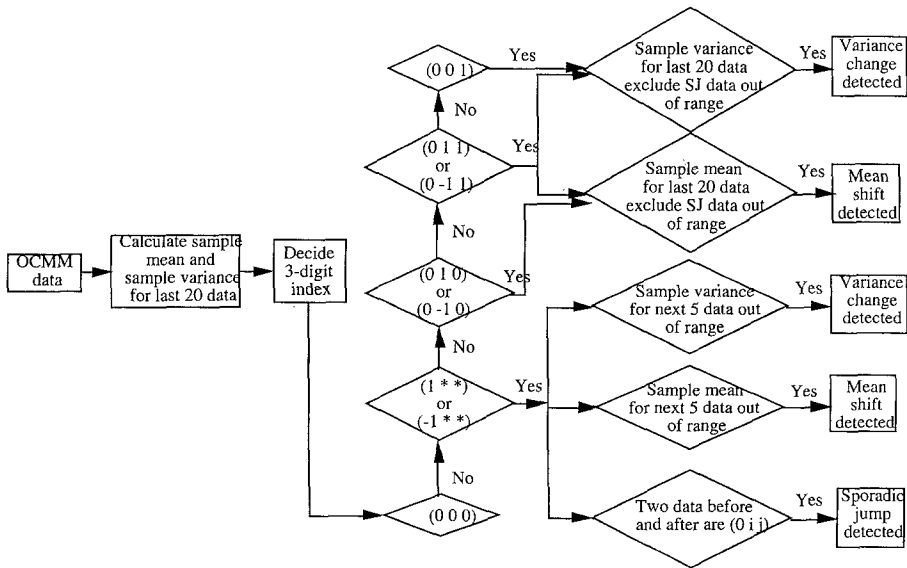 OCMM
data
Calculate sample
mean and
sample variance
for last 20 data
Decide
3-digit
index
(0 0 1)
Yes
No
(0 1 1)
or
(0 -1 1)
Yes
No
(0 1 0)
or
(0 -1 0)
Yes
No
(1 * *)
or
(-1 * *)
Yes
No
(0 0 0)
Sample variance
for last 20 data
exclude SJ data out
of range
Yes
Variance
change
detected
Sample mean
for last 20 data
exclude SJ data out
of range
Yes
Mean
shift
detected
Sample variance
for next 5 data out
of range
Yes
Variance
change
detected
Sample mean
for next 5 data out
of range
Yes
Mean
shift
detected
Two data before
and after are (0 i j)
Yes
Sporadic
jump
detected